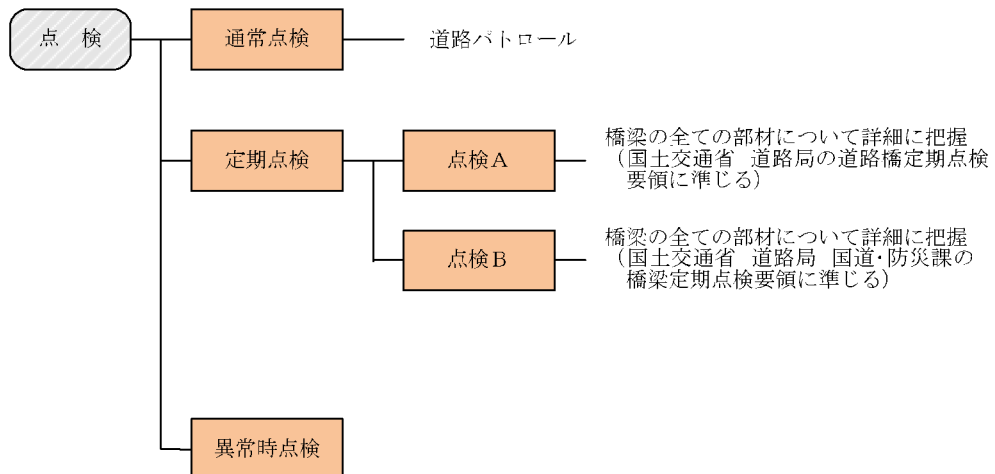 点　検
通常点検
道路パトロール
定期点検
点検Ａ
橋梁の全ての部材について詳細に把握
（国土交通省　道路局の道路橋定期点検
要領に準じる）
点検Ｂ
橋梁の全ての部材について詳細に把握
（国土交通省　道路局　国道・防災課の
橋梁定期点検要領に準じる）
異常時点検